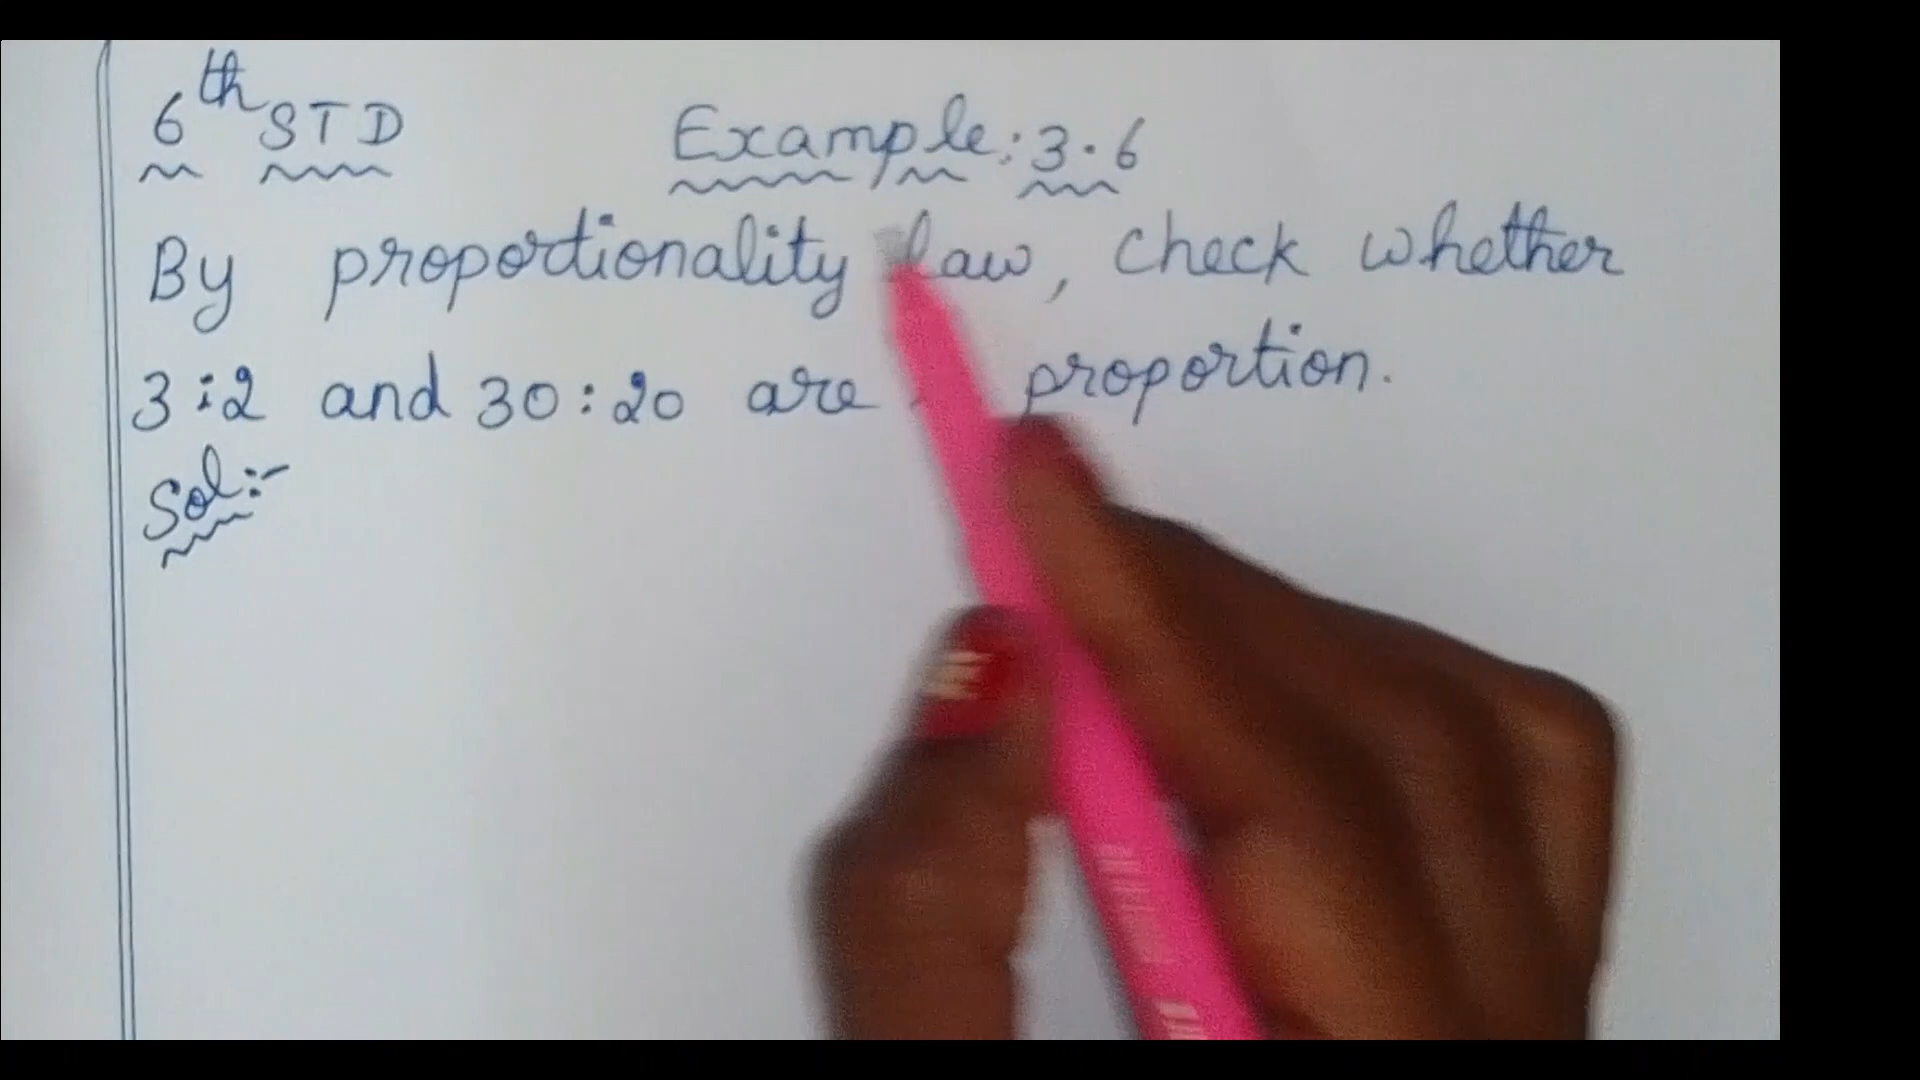 6th STD
Example: 3.6
By proportionality law, check whether
3:2 and 30:20 are proportion.
Sol:-